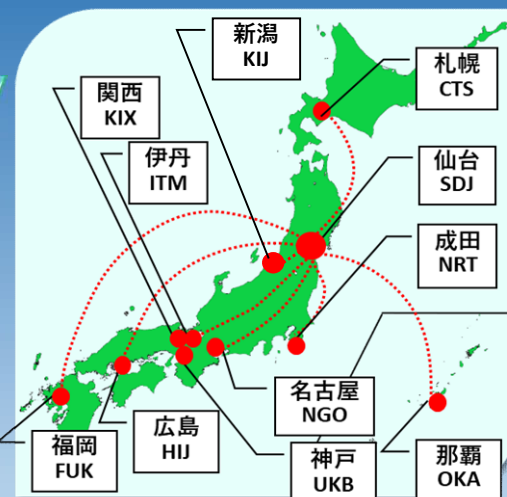 新潟
KIJ
札幌
CTS
関西
KIX
伊丹
ITM
仙台
SDJ
成田
NRT
名古屋
NGO
福岡
FUK
広島
HIJ
神戸
UKB
那覇
OKA